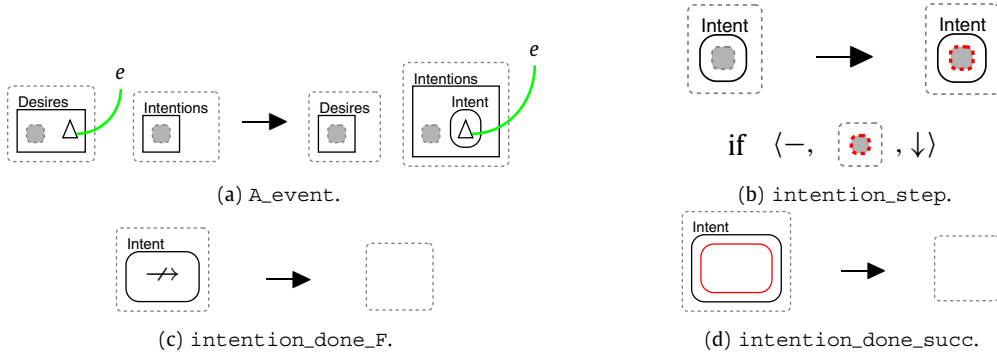 e
Desires
Intentions
Desires
Intentions
Intent
e
(a) A_event.
Intent
Intent
if ⟨−, , ↓⟩
(b) intention_step.
Intent
(c) intention_done_F.
Intent
(d) intention_done_succ.